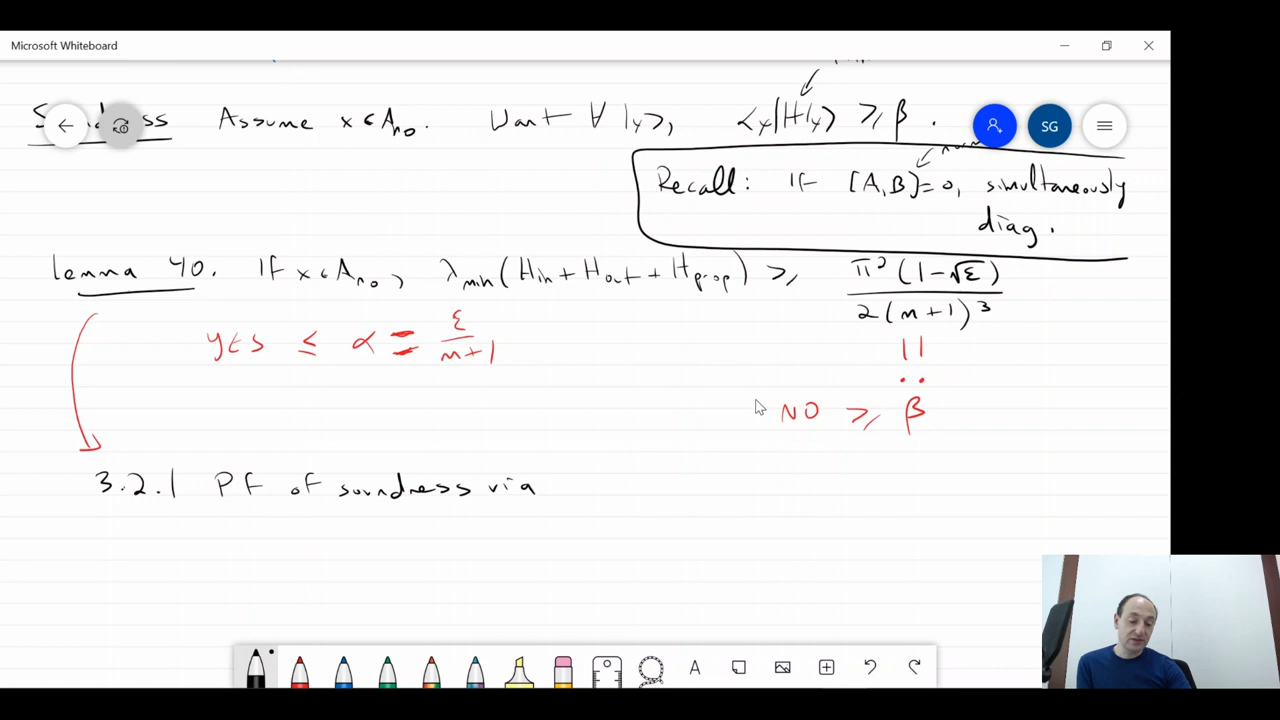 Microsoft Whiteboard
Assume x ∈ A_no. Want ∀ |y>, <y|H|y> ≥ β.
Recall: If [A,B]=0, simultaneously
diag.
Lemma 40. If x ∈ A_no, λ_min(H_in + H_out + H_prop) ≥ π²(1-√ε) / 2(m+1)³
YES ≤ α = ε / m+1
||
NO ≥ β
3.2.1 Pf of soundness via
SG
A